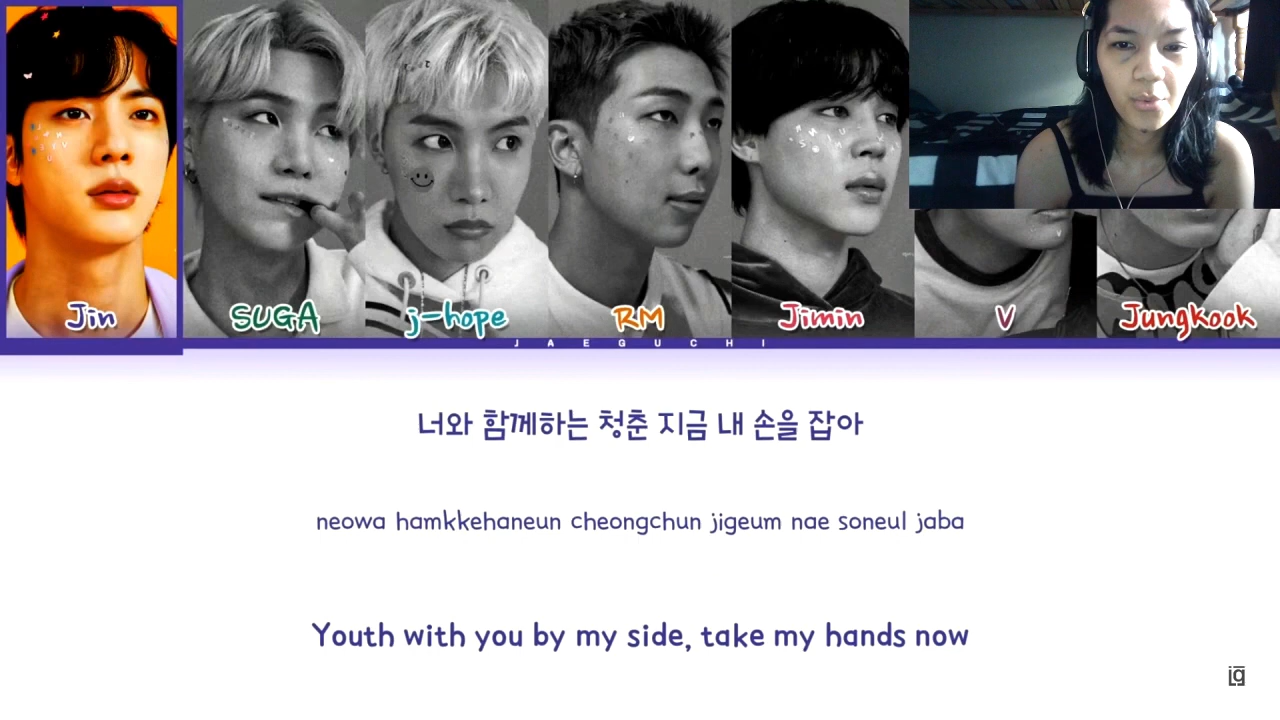 Jin SUGA j-hope RM Jimin V Jungkook
JAEGUCHI
너와 함께하는 청춘 지금 내 손을 잡아
neowa hamkkehaneun cheongchun jigeum nae soneul jaba
Youth with you by my side, take my hands now